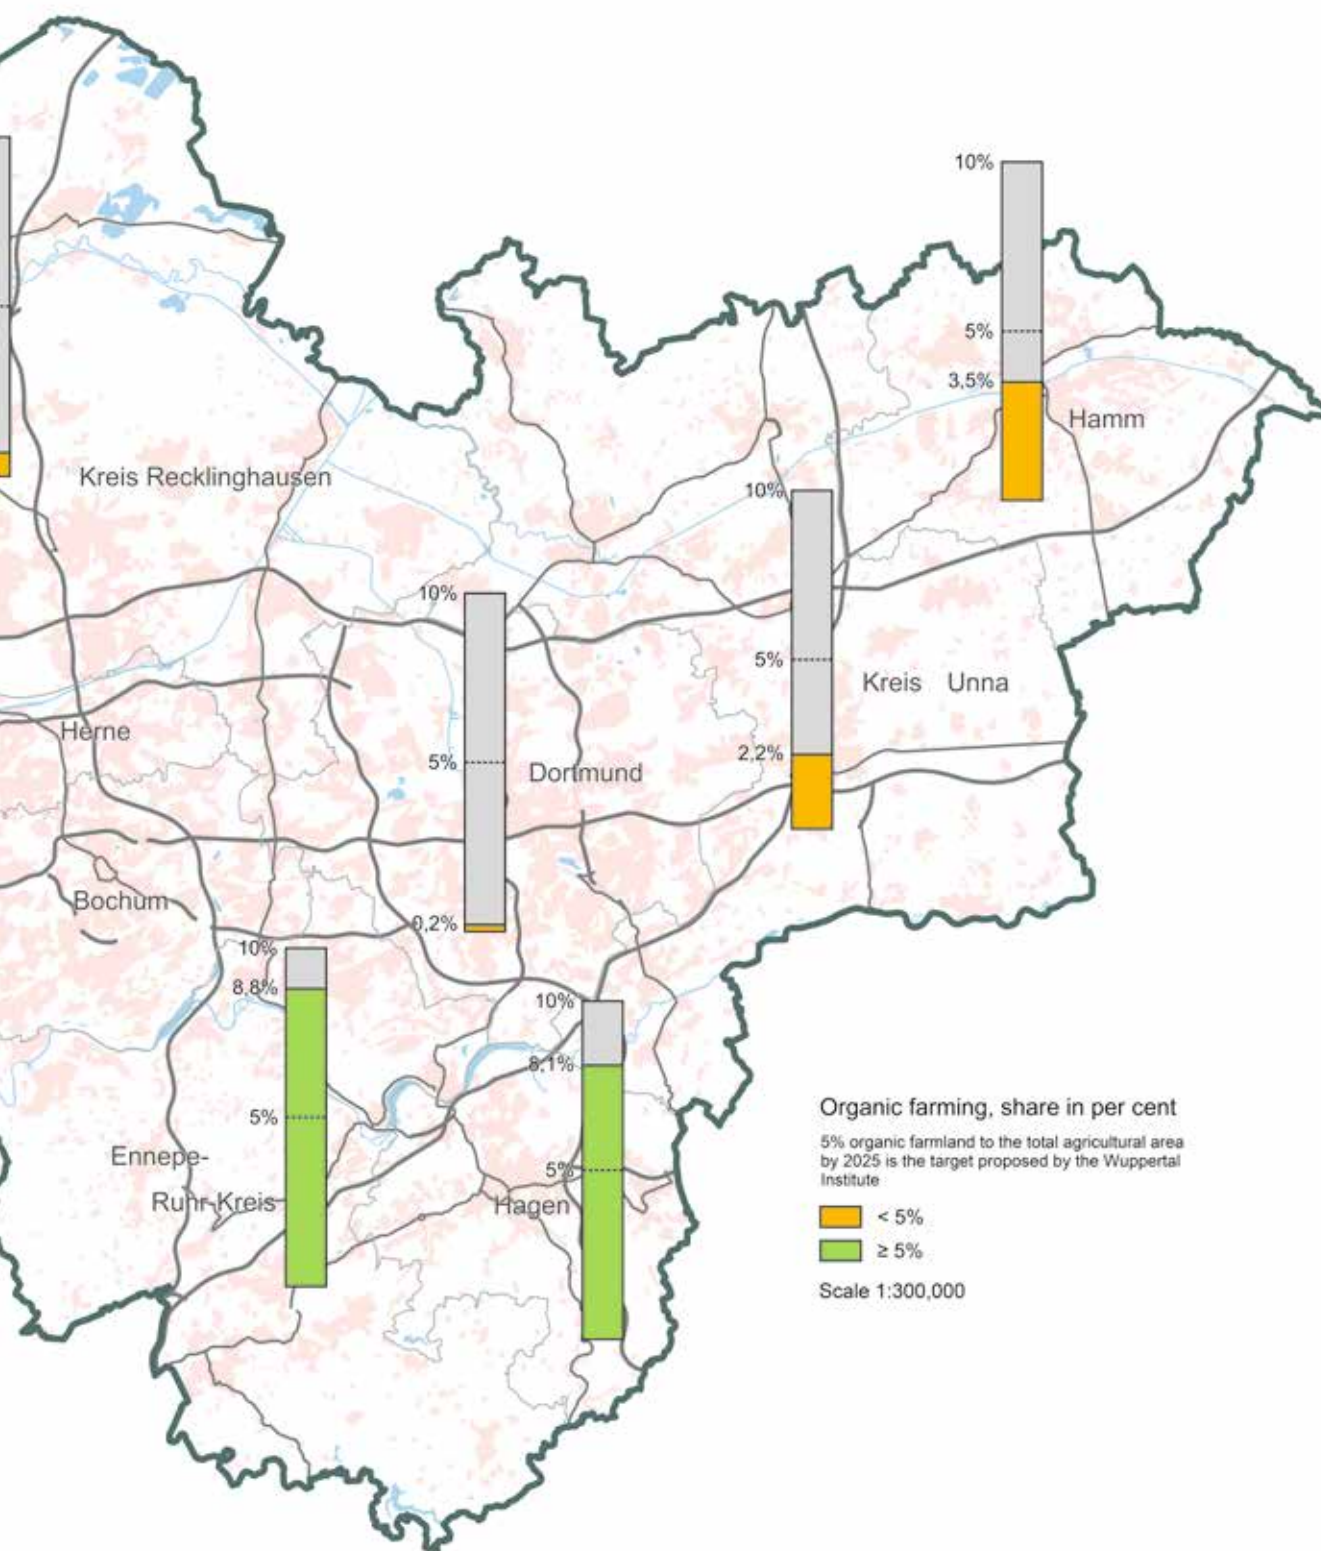 10%
5%
3,5%
Hamm
Kreis Recklinghausen
10%
5%
2,2%
Kreis Unna
10%
5%
0,2%
Dortmund
Herne
Bochum
10%
8,8%
5%
Ennepe-
Ruhr-Kreis
10%
8,1%
5%
Hagen
Organic farming, share in per cent
5% organic farmland to the total agricultural area
by 2025 is the target proposed by the Wuppertal
Institute
< 5%
≥ 5%
Scale 1:300,000